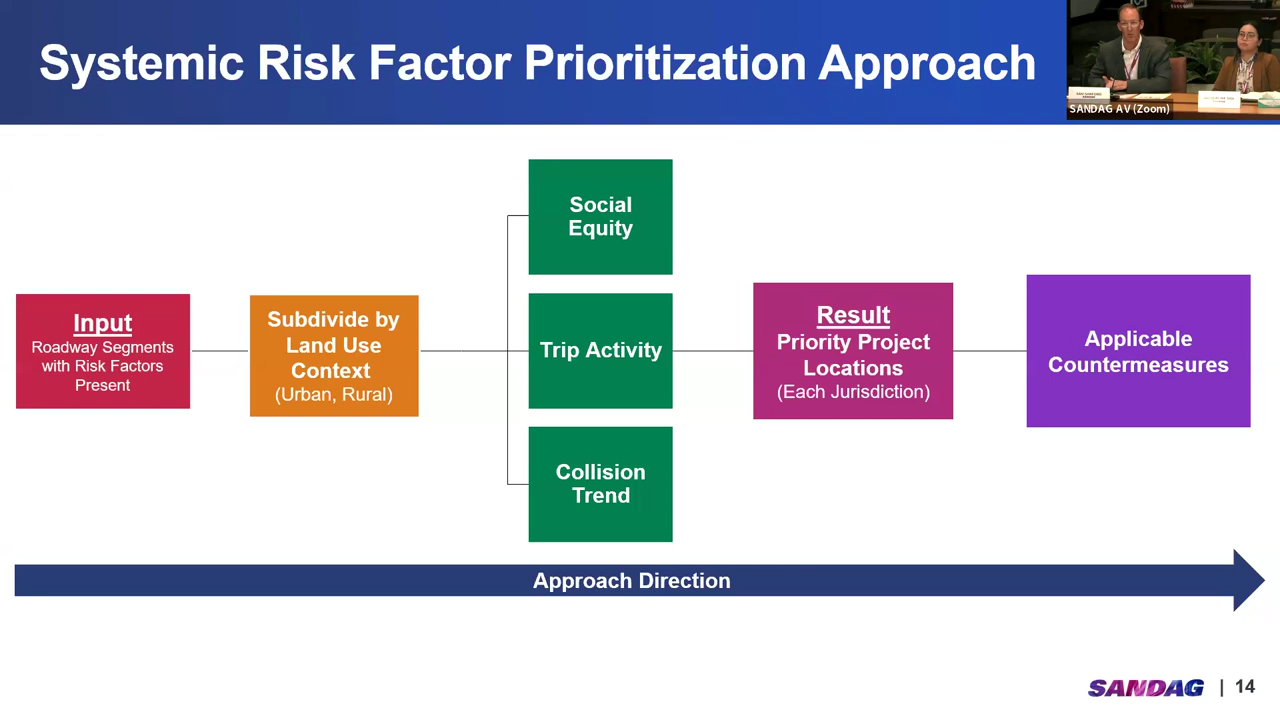 Systemic Risk Factor Prioritization Approach
SANDAG AV (Zoom)
Social
Equity
Input
Roadway Segments
with Risk Factors
Present
Subdivide by
Land Use
Context
(Urban, Rural)
Trip Activity
Result
Priority Project
Locations
(Each Jurisdiction)
Applicable
Countermeasures
Collision
Trend
Approach Direction
SANDAG | 14